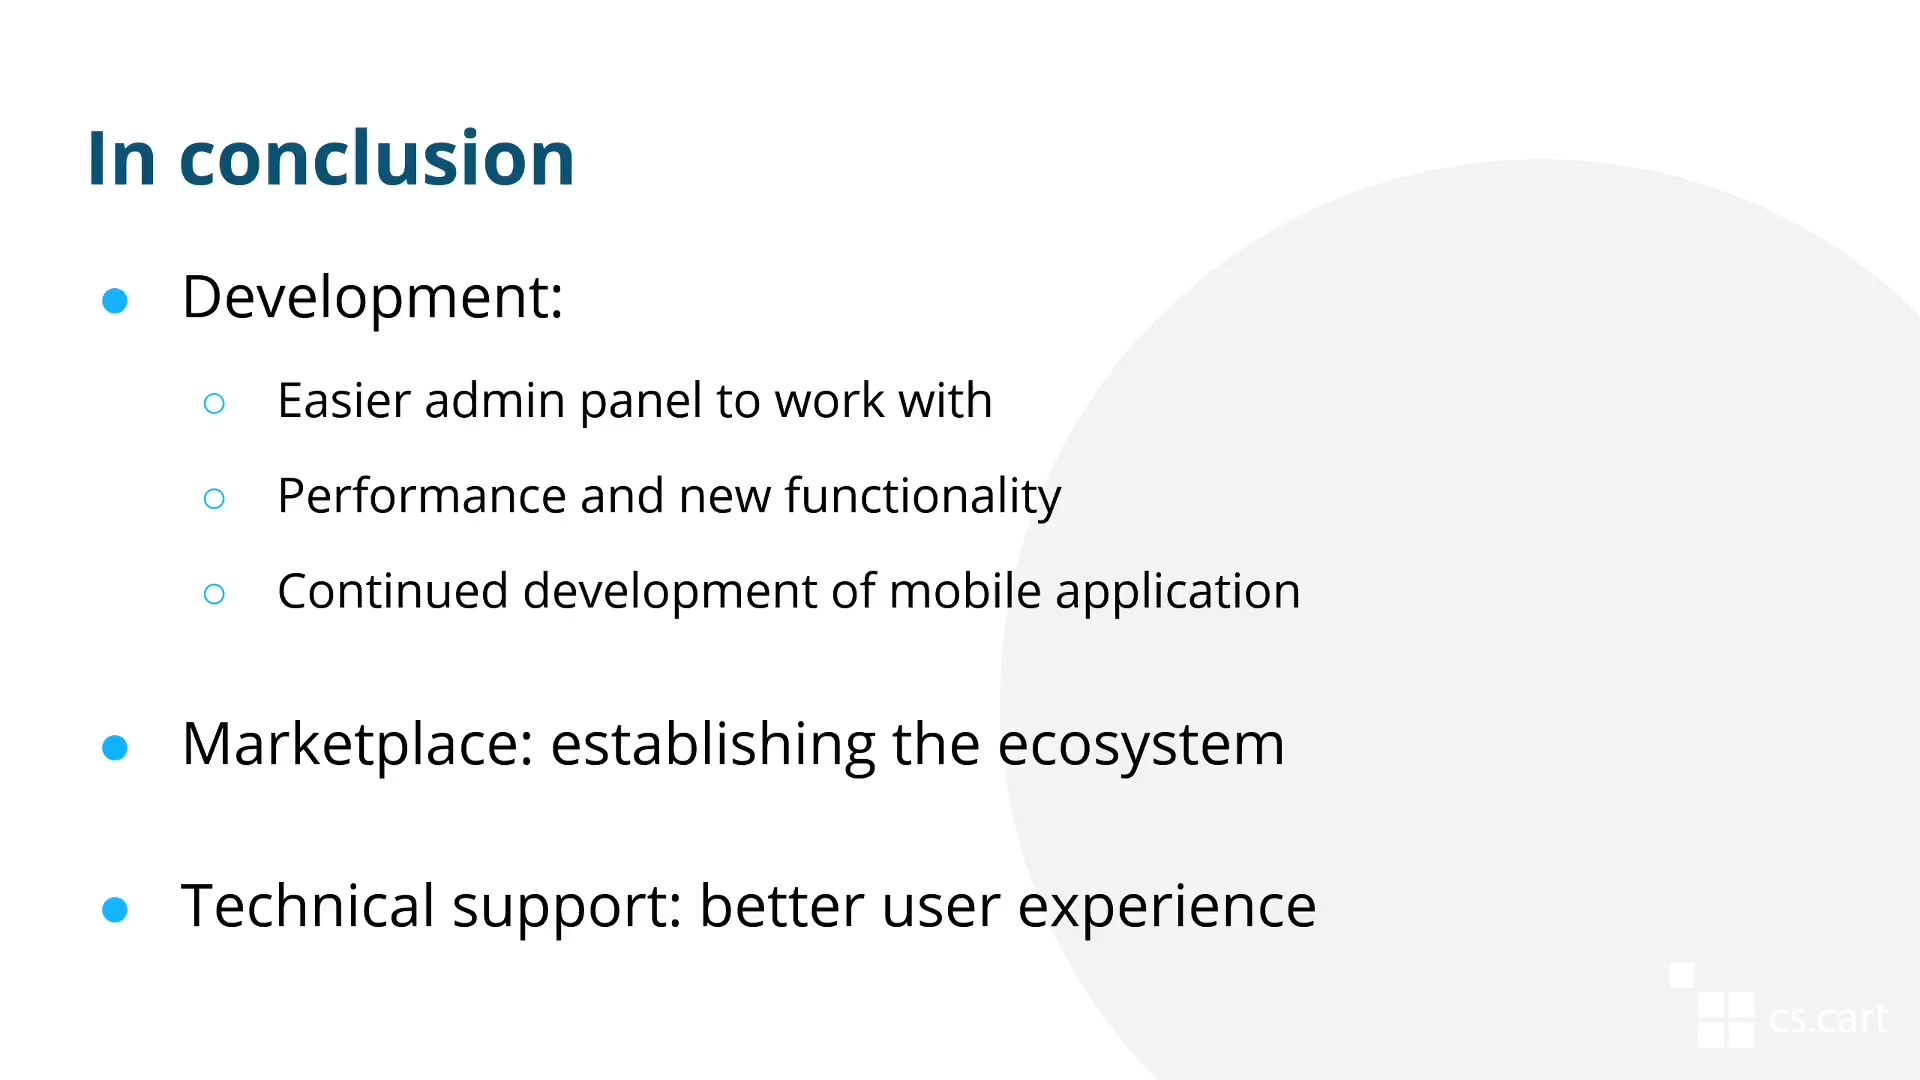 In conclusion
● Development:
○ Easier admin panel to work with
○ Performance and new functionality
○ Continued development of mobile application
● Marketplace: establishing the ecosystem
● Technical support: better user experience
cs.cart